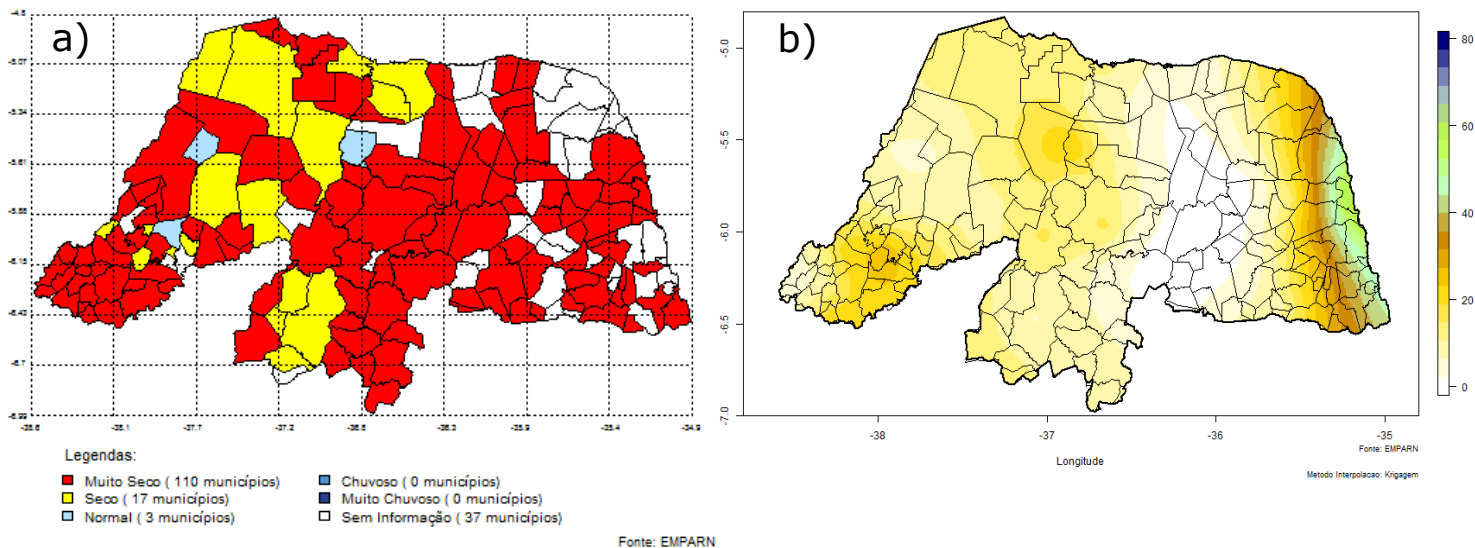 a)
-4.8
-5.07
-5.34
-5.61
-5.88
-6.15
-6.42
-6.7
-6.99
-38.6 -38.1 -37.7 -37.2 -36.8 -36.3 -35.9 -35.4 -34.9
Legendas:
Muito Seco ( 110 municípios)
Seco ( 17 municípios)
Normal ( 3 municípios)
Chuvoso ( 0 municípios)
Muito Chuvoso ( 0 municípios)
Sem Informação ( 37 municípios)
Fonte: EMPARN
b)
-5.0
-5.5
-6.0
-6.5
-7.0
-38 -37 -36 -35
Longitude
Fonte: EMPARN
Metodo Interpolacao: Krigagem
80
60
40
20
0